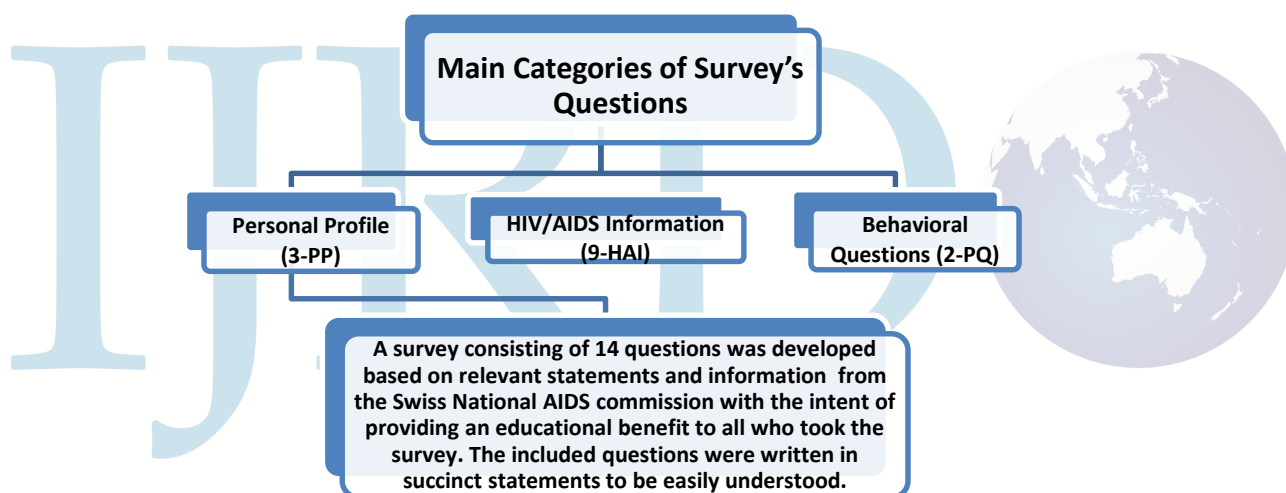 Main Categories of Survey's
Questions
Personal Profile
(3-PP)
HIV/AIDS Information
(9-HAI)
Behavioral
Questions (2-PQ)
A survey consisting of 14 questions was developed
based on relevant statements and information from
the Swiss National AIDS commission with the intent of
providing an educational benefit to all who took the
survey. The included questions were written in
succinct statements to be easily understood.
IJRD